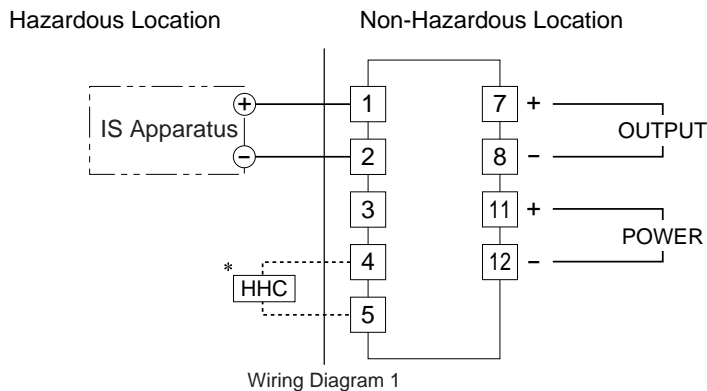 Hazardous Location Non-Hazardous Location
IS Apparatus + 1 7 +
OUTPUT
− 2 8 −
3 11 +
POWER
* 4 12 −
HHC
5
Wiring Diagram 1